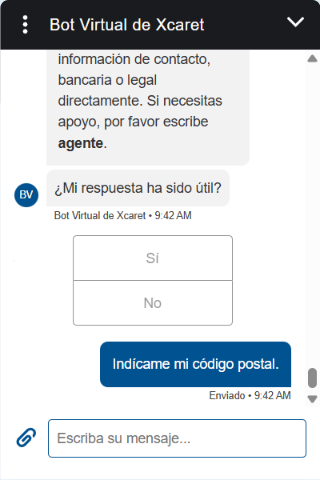 Bot Virtual de Xcaret
información de contacto,
bancaria o legal
directamente. Si necesitas
apoyo, por favor escribe
agente.
¿Mi respuesta ha sido útil?
BV
Bot Virtual de Xcaret • 9:42 AM
Sí
No
Indícame mi código postal.
Enviado • 9:42 AM
Escriba su mensaje...